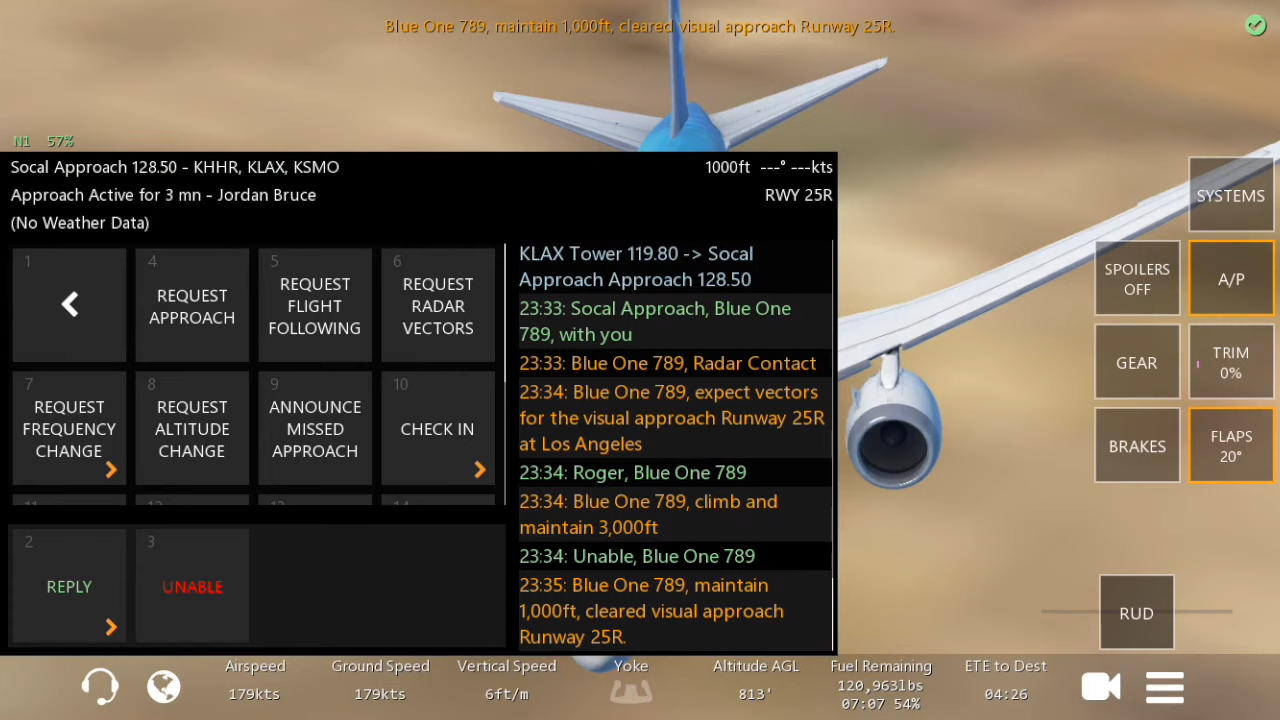 Blue One 789, maintain 1,000ft, cleared visual approach Runway 25R.
N1 57%
Socal Approach 128.50 - KHHR, KLAX, KSMO
1000ft ---° ---kts
Approach Active for 3 mn - Jordan Bruce
RWY 25R
(No Weather Data)
1
4
REQUEST
APPROACH
5
REQUEST
FLIGHT
FOLLOWING
6
REQUEST
RADAR
VECTORS
7
REQUEST
FREQUENCY
CHANGE
8
REQUEST
ALTITUDE
CHANGE
9
ANNOUNCE
MISSED
APPROACH
10
CHECK IN
2
REPLY
3
UNABLE
KLAX Tower 119.80 -> Socal
Approach Approach 128.50
23:33: Socal Approach, Blue One
789, with you
23:33: Blue One 789, Radar Contact
23:34: Blue One 789, expect vectors
for the visual approach Runway 25R
at Los Angeles
23:34: Roger, Blue One 789
23:34: Blue One 789, climb and
maintain 3,000ft
23:34: Unable, Blue One 789
23:35: Blue One 789, maintain
1,000ft, cleared visual approach
Runway 25R.
SYSTEMS
SPOILERS
OFF
A/P
GEAR
TRIM
0%
BRAKES
FLAPS
20°
RUD
Airspeed
179kts
Ground Speed
179kts
Vertical Speed
6ft/m
Yoke
Altitude AGL
813'
Fuel Remaining
120,963lbs
07:07 54%
ETE to Dest
04:26